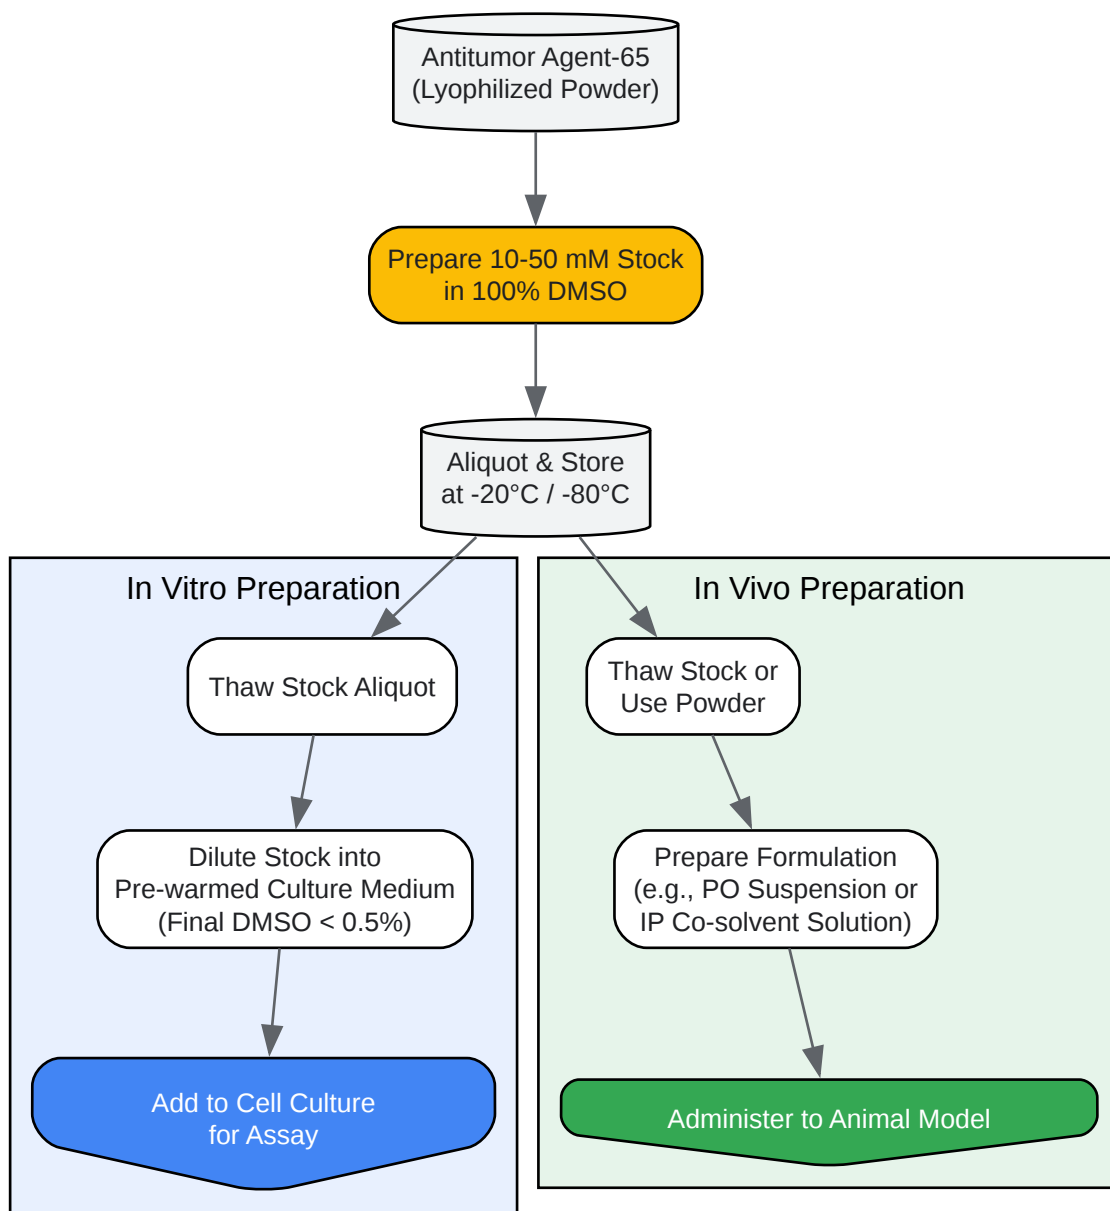 Antitumor Agent-65
(Lyophilized Powder)
Prepare 10-50 mM Stock
in 100% DMSO
Aliquot & Store
at -20°C / -80°C
In Vitro Preparation
Thaw Stock Aliquot
Dilute Stock into
Pre-warmed Culture Medium
(Final DMSO < 0.5%)
Add to Cell Culture
for Assay
In Vivo Preparation
Thaw Stock or
Use Powder
Prepare Formulation
(e.g., PO Suspension or
IP Co-solvent Solution)
Administer to Animal Model